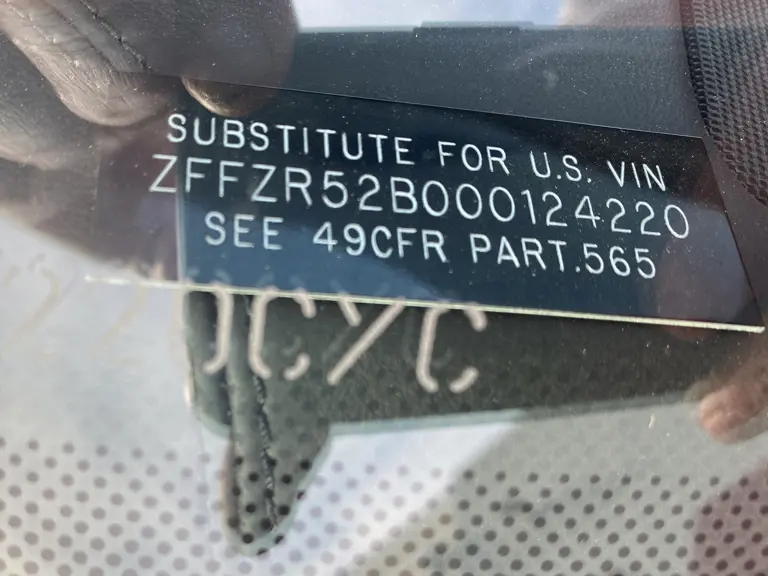 SUBSTITUTE FOR U.S. VIN
ZFFZR52B000124220
SEE 49CFR PART.565